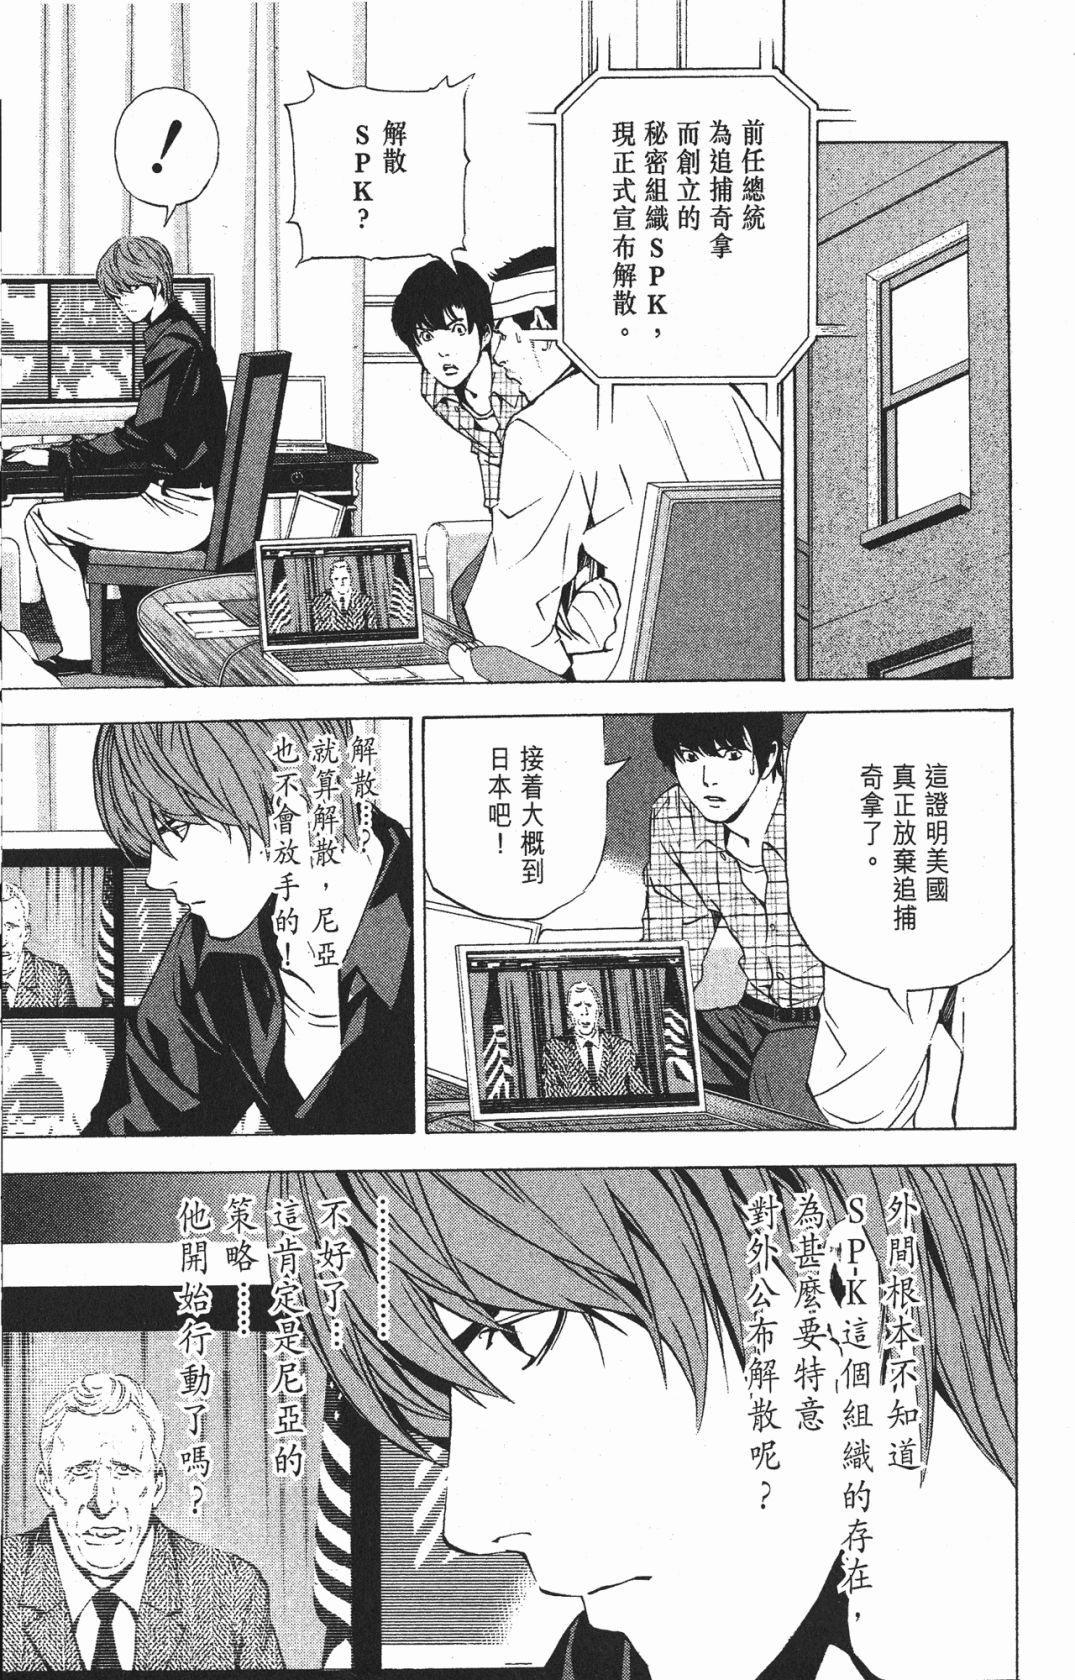 前任總統
為追捕奇拿
而創立的
秘密組織SPK，
現正式宣布解散。
解散
SPK？
！
這證明美國
真正放棄追捕
奇拿了。
接着大概到
日本吧！
解散…？
就算解散，尼亞
也不會放手的！
外間根本不知道
SPK這個組織的存在，
為甚麼要特意
對外公布解散呢？
…………
不好了…
這肯定是尼亞的
策略……
他開始行動了嗎？